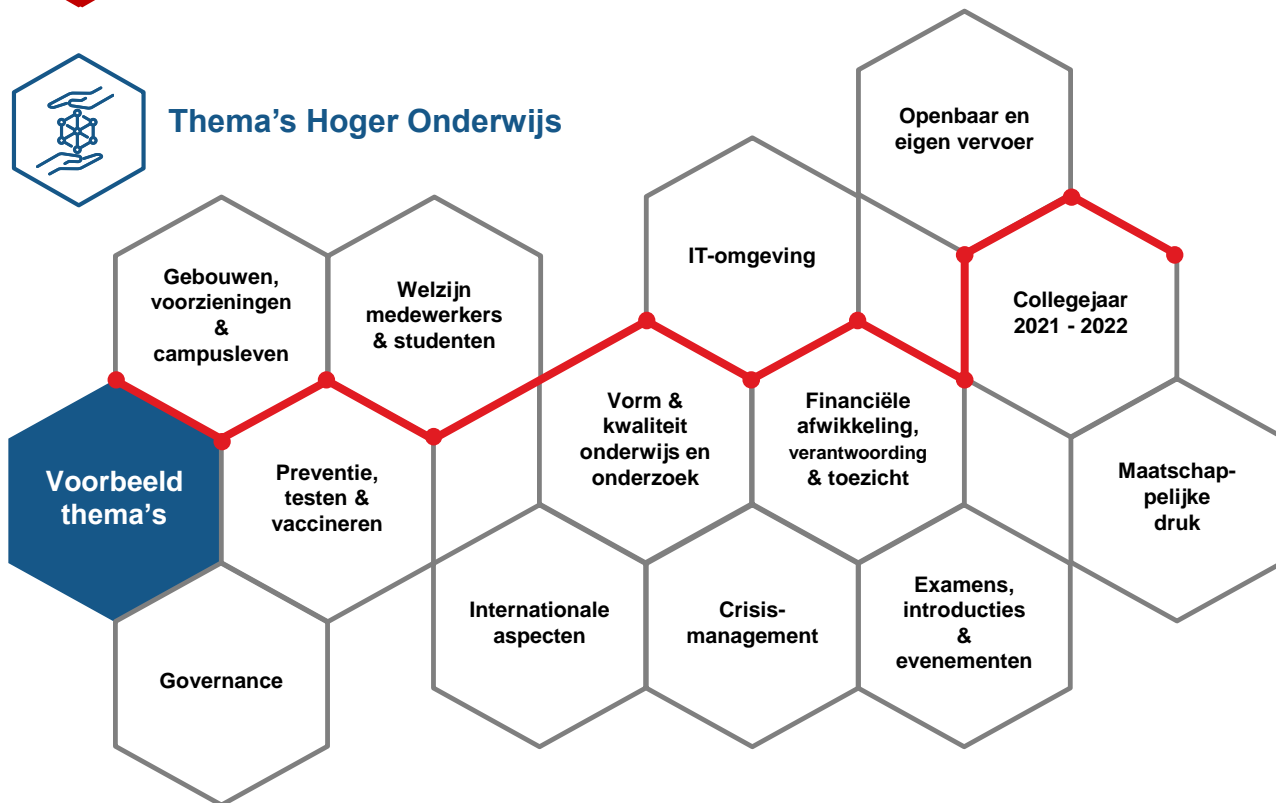 Thema's Hoger Onderwijs
Openbaar en
eigen vervoer
IT-omgeving
Gebouwen,
voorzieningen
&
campusleven
Welzijn
medewerkers
& studenten
Collegejaar
2021 - 2022
Voorbeeld
thema's
Preventie,
testen &
vaccineren
Vorm &
kwaliteit
onderwijs en
onderzoek
Financiële
afwikkeling,
verantwoording
& toezicht
Maatschap-
pelijke
druk
Governance
Internationale
aspecten
Crisis-
management
Examens,
introducties
&
evenementen